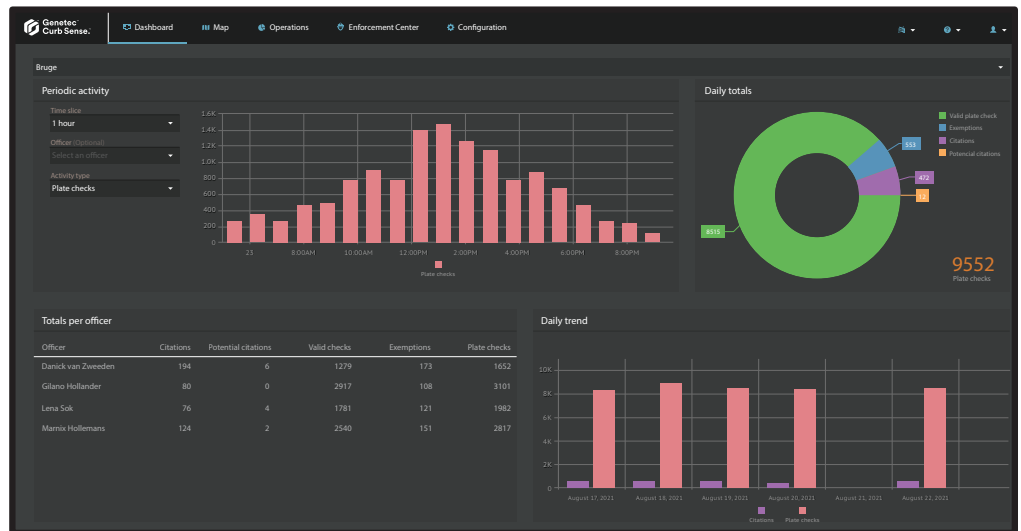 Genetec™
Curb Sense.
Dashboard
Map
Operations
Enforcement Center
Configuration
Bruge
Periodic activity
Time slice
1 hour
Officer (Optional)
Select an officer
Activity type
Plate checks
1.6K
1.4K
1.2K
1.0K
800
600
400
200
0
23
8:00AM
10:00AM
12:00PM
2:00PM
4:00PM
6:00PM
8:00PM
Plate checks
Daily totals
Valid plate check
Exemptions
Citations
Potencial citations
553
472
12
8515
9552
Plate checks
Totals per officer
Officer Citations Potential citations Valid checks Exemptions Plate checks
Danick van Zweeden 194 6 1279 173 1652
Gilano Hollander 80 0 2917 108 3101
Lena Sok 76 4 1781 121 1982
Marnix Hollemans 124 2 2540 151 2817
Daily trend
10K
8K
6K
4K
2K
0
August 17, 2021
August 18, 2021
August 19, 2021
August 20, 2021
August 21, 2021
August 22, 2021
Citations
Plate checks